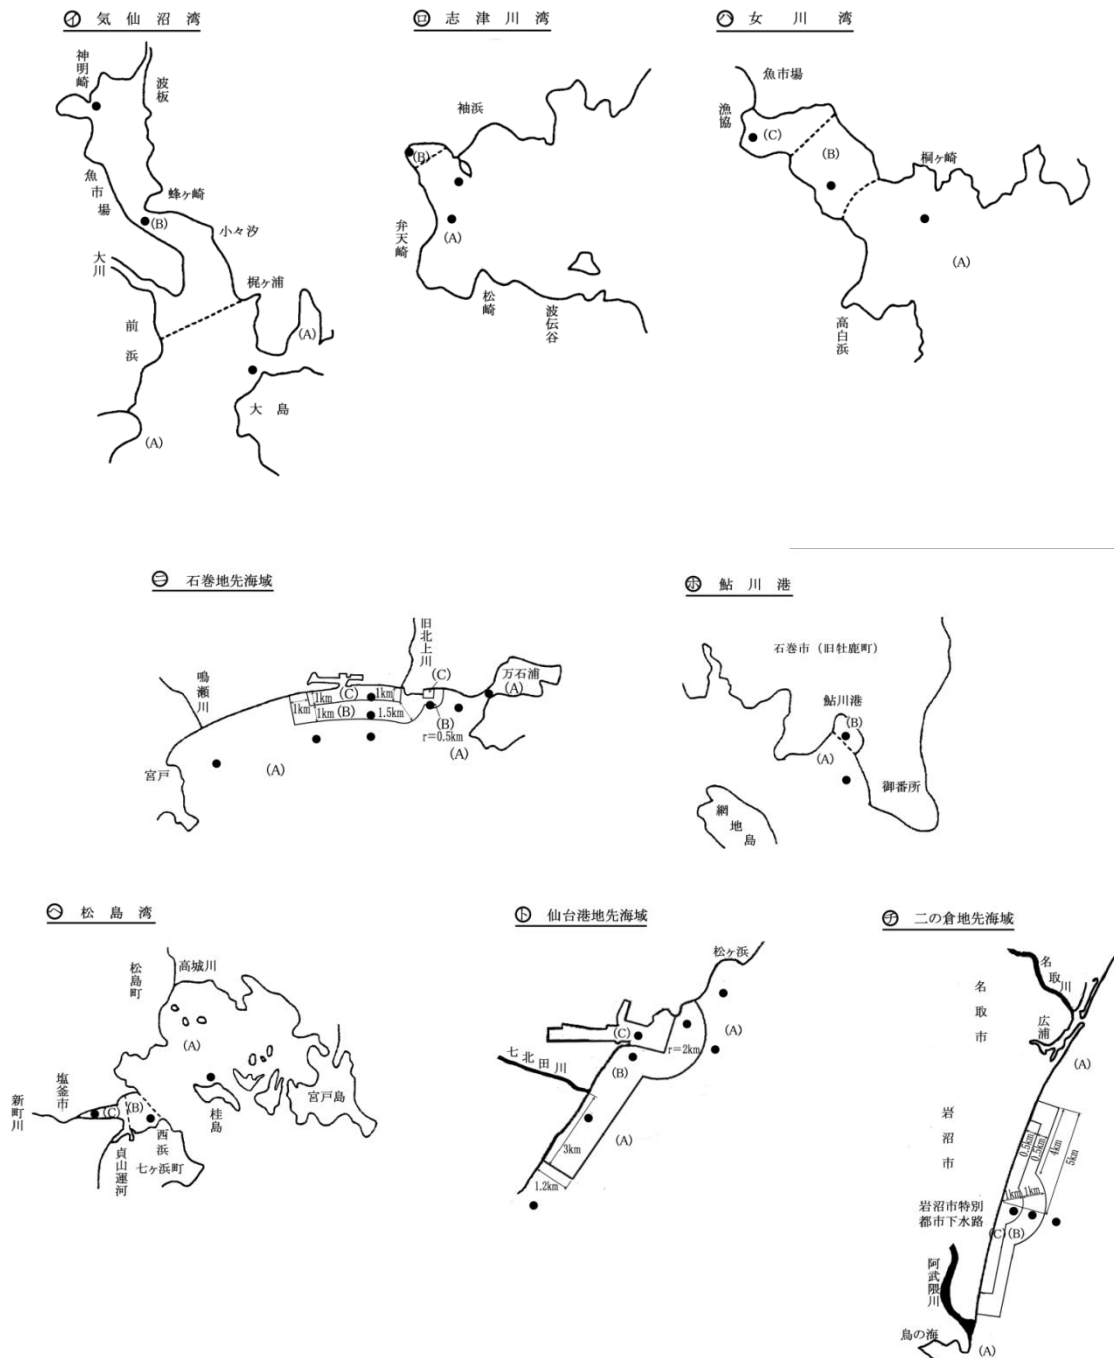 ㋑ 気仙沼湾
神明崎
波板
魚市場
蜂ヶ崎
(B)
小々汐
大川
梶ヶ浦
前浜
(A)
大島
(A)
㋺ 志津川湾
袖浜
(B)
弁天崎
(A)
松崎
波伝谷
㋩ 女川湾
魚市場
漁協
(C)
(B)
桐ヶ崎
(A)
高白浜
㋥ 石巻地先海域
旧北上川
鳴瀬川
(C)
万石浦
(A)
1km
(C)
1km
1km
1km
(B)
1.5km
(B)
r=0.5km
(A)
(A)
宮戸
㋭ 鮎川港
石巻市（旧牡鹿町）
鮎川港
(B)
(A)
御番所
網地島
㋬ 松島湾
松島町
高城川
(A)
塩釜市
新町川
(C)
(B)
西浜
桂島
宮戸島
貞山運河
七ヶ浜町
㋣ 仙台港地先海域
松ヶ浜
(C)
(A)
r=2km
七北田川
(B)
(A)
3km
1.2km
㋠ 二の倉地先海域
名取川
名取市
広浦
(A)
岩沼市
0.5km
0.5km
4km
5km
1km
1km
岩沼市特別
都市下水路
(C)
(B)
阿武隈川
鳥の海
(A)